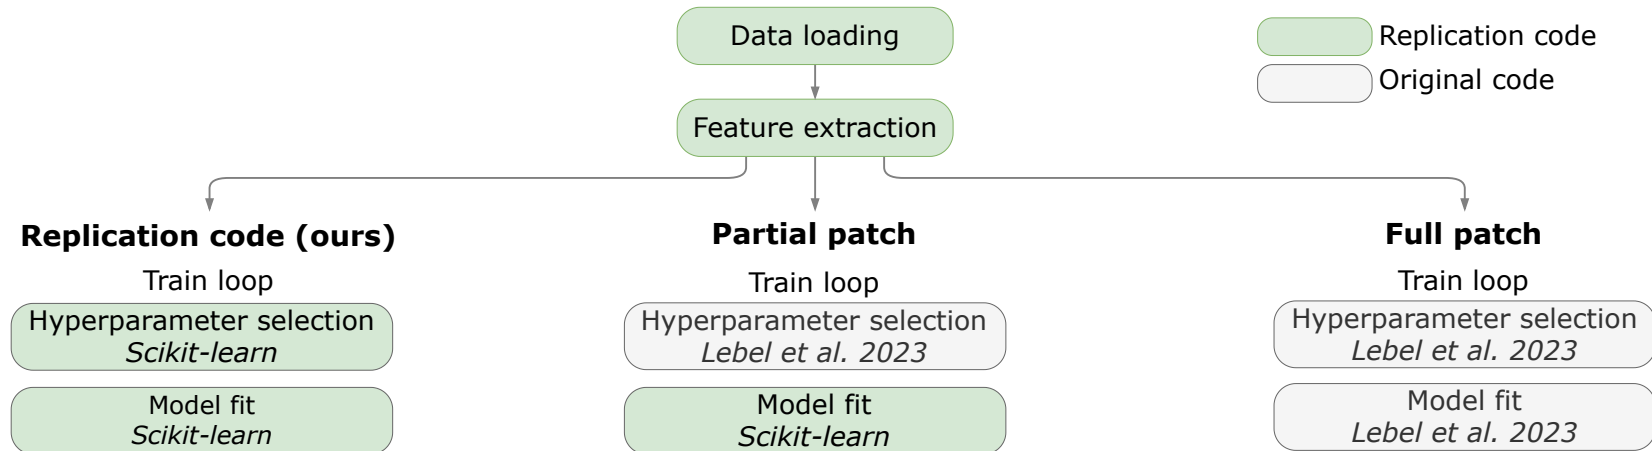 Data loading
Replication code
Original code
Feature extraction
Replication code (ours)
Train loop
Hyperparameter selection
Scikit-learn
Model fit
Scikit-learn
Partial patch
Train loop
Hyperparameter selection
Lebel et al. 2023
Model fit
Scikit-learn
Full patch
Train loop
Hyperparameter selection
Lebel et al. 2023
Model fit
Lebel et al. 2023